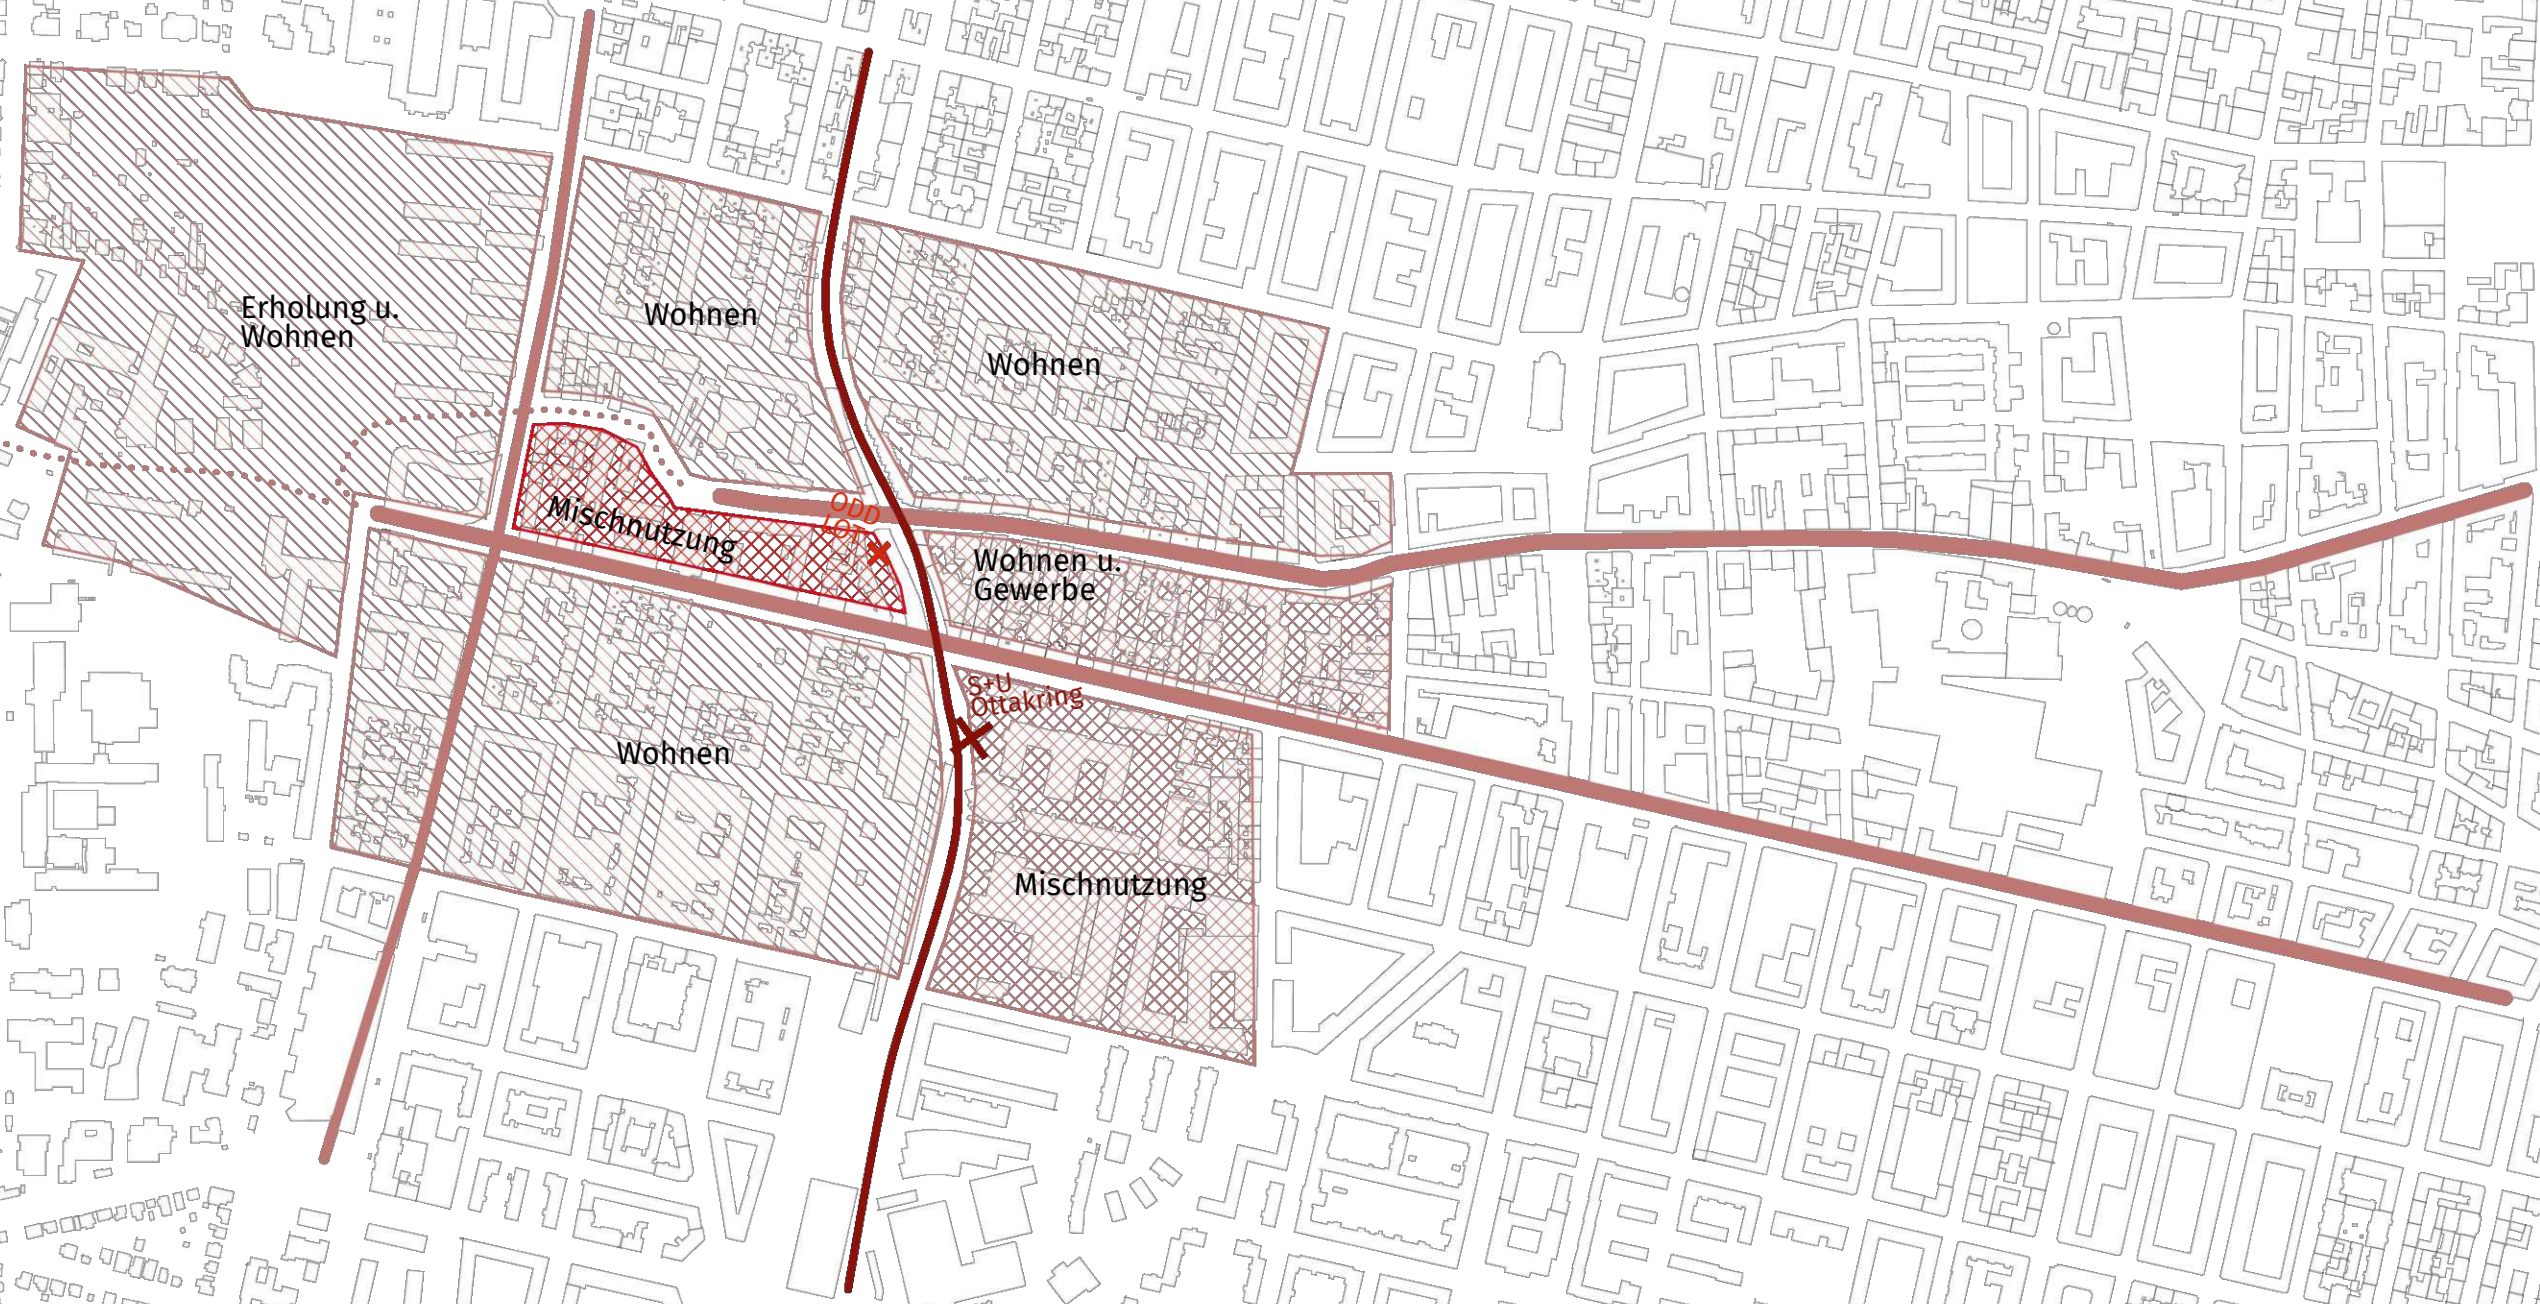 Erholung u.
Wohnen
Wohnen
Wohnen
ODD
LOT
Mischnutzung
Wohnen u.
Gewerbe
S+U
Ottakring
Wohnen
Mischnutzung